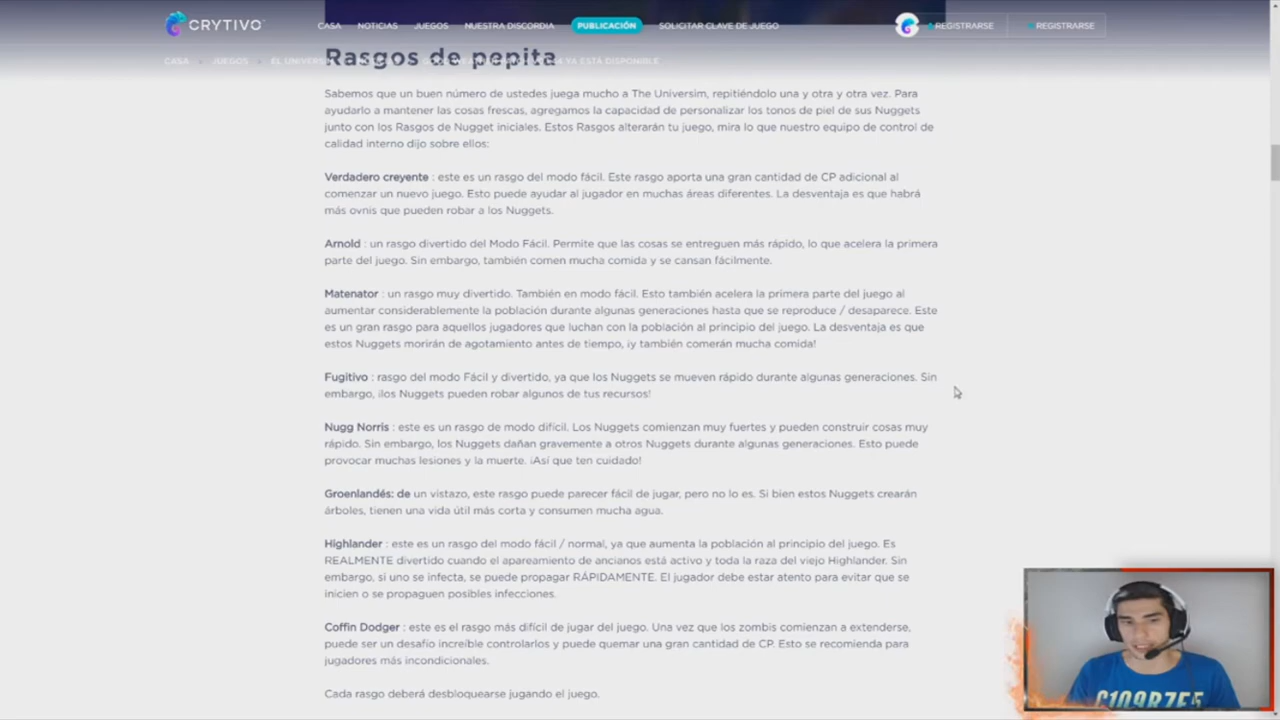 CRYTIVO
CASA NOTICIAS JUEGOS NUESTRA DISCORDIA PUBLICACIÓN SOLICITAR CLAVE DE JUEGO REGISTRARSE REGISTRARSE
Rasgos de pepita
CASA JUEGOS EL UNIVERS YA ESTÁ DISPONIBLE
Sabemos que un buen número de ustedes juega mucho a The Universim, repitiéndolo una y otra y otra vez. Para
ayudarlo a mantener las cosas frescas, agregamos la capacidad de personalizar los tonos de piel de sus Nuggets
junto con los Rasgos de Nugget iniciales. Estos Rasgos alterarán tu juego, mira lo que nuestro equipo de control de
calidad interno dijo sobre ellos:
Verdadero creyente : este es un rasgo del modo fácil. Este rasgo aporta una gran cantidad de CP adicional al
comenzar un nuevo juego. Esto puede ayudar al jugador en muchas áreas diferentes. La desventaja es que habrá
más ovnis que pueden robar a los Nuggets.
Arnold : un rasgo divertido del Modo Fácil. Permite que las cosas se entreguen más rápido, lo que acelera la primera
parte del juego. Sin embargo, también comen mucha comida y se cansan fácilmente.
Matenator : un rasgo muy divertido. También en modo fácil. Esto también acelera la primera parte del juego al
aumentar considerablemente la población durante algunas generaciones hasta que se reproduce / desaparece. Este
es un gran rasgo para aquellos jugadores que luchan con la población al principio del juego. La desventaja es que
estos Nuggets morirán de agotamiento antes de tiempo, ¡y también comerán mucha comida!
Fugitivo : rasgo del modo Fácil y divertido, ya que los Nuggets se mueven rápido durante algunas generaciones. Sin
embargo, ¡los Nuggets pueden robar algunos de tus recursos!
Nugg Norris : este es un rasgo de modo difícil. Los Nuggets comienzan muy fuertes y pueden construir cosas muy
rápido. Sin embargo, los Nuggets dañan gravemente a otros Nuggets durante algunas generaciones. Esto puede
provocar muchas lesiones y la muerte. ¡Así que ten cuidado!
Groenlandés: de un vistazo, este rasgo puede parecer fácil de jugar, pero no lo es. Si bien estos Nuggets crearán
árboles, tienen una vida útil más corta y consumen mucha agua.
Highlander : este es un rasgo del modo fácil / normal, ya que aumenta la población al principio del juego. Es
REALMENTE divertido cuando el apareamiento de ancianos está activo y toda la raza del viejo Highlander. Sin
embargo, si uno se infecta, se puede propagar RÁPIDAMENTE. El jugador debe estar atento para evitar que se
inicien o se propaguen posibles infecciones.
Coffin Dodger : este es el rasgo más difícil de jugar del juego. Una vez que los zombis comienzan a extenderse,
puede ser un desafío increíble controlarlos y puede quemar una gran cantidad de CP. Esto se recomienda para
jugadores más incondicionales.
Cada rasgo deberá desbloquearse jugando el juego.